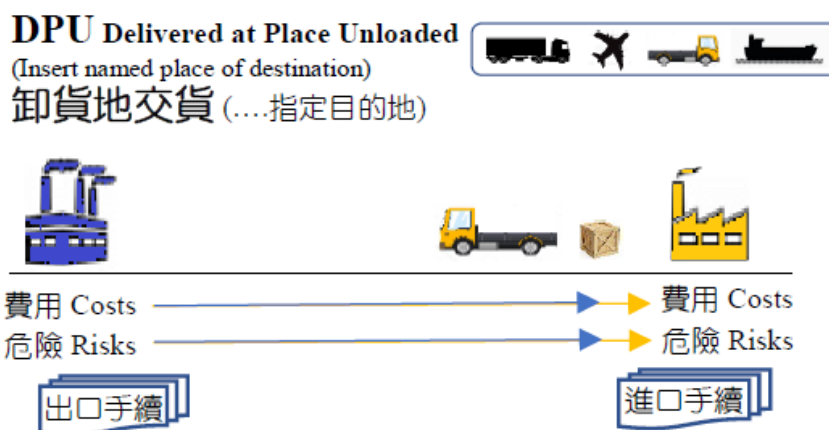 DPU Delivered at Place Unloaded
(Insert named place of destination)
卸貨地交貨 (....指定目的地)
費用 Costs
費用 Costs
危險 Risks
危險 Risks
出口手續
進口手續